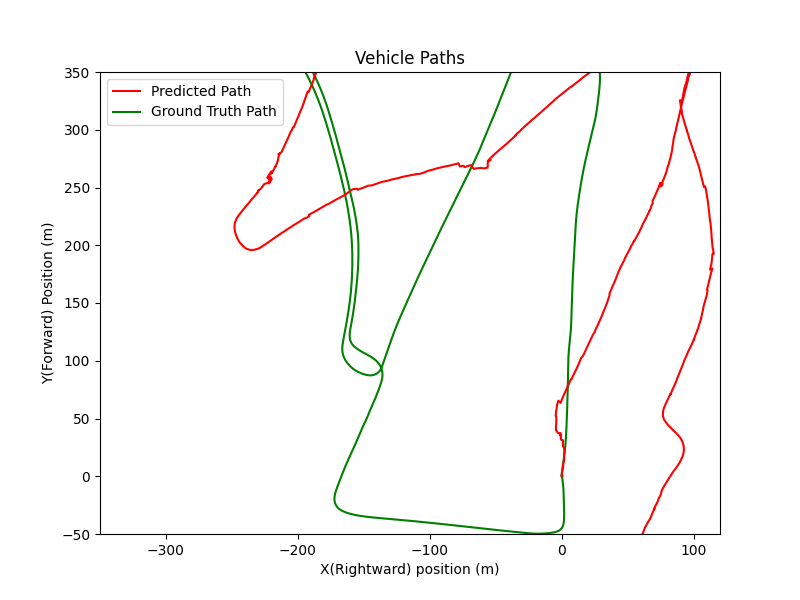 Vehicle Paths
Predicted Path
Ground Truth Path
Y(Forward) Position (m)
350
300
250
200
150
100
50
0
−50
−300
−200
−100
0
100
X(Rightward) position (m)